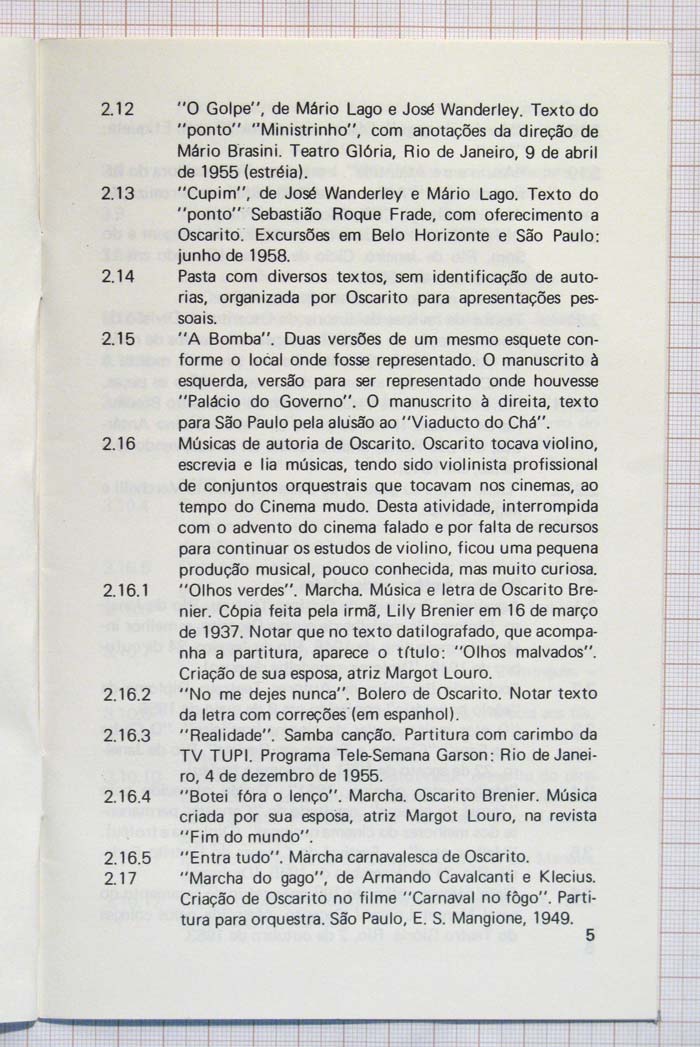 2.12 "O Golpe", de Mário Lago e José Wanderley. Texto do
"ponto" "Ministrinho", com anotações da direção de
Mário Brasini. Teatro Glória, Rio de Janeiro, 9 de abril
de 1955 (estréia).
2.13 "Cupim", de José Wanderley e Mário Lago. Texto do
"ponto" Sebastião Roque Frade, com oferecimento a
Oscarito. Excursões em Belo Horizonte e São Paulo:
junho de 1958.
2.14 Pasta com diversos textos, sem identificação de auto-
rias, organizada por Oscarito para apresentações pes-
soais.
2.15 "A Bomba". Duas versões de um mesmo esquete con-
forme o local onde fosse representado. O manuscrito à
esquerda, versão para ser representado onde houvesse
"Palácio do Governo". O manuscrito à direita, texto
para São Paulo pela alusão ao "Viaducto do Chá".
2.16 Músicas de autoria de Oscarito. Oscarito tocava violino,
escrevia e lia músicas, tendo sido violinista profissional
de conjuntos orquestrais que tocavam nos cinemas, ao
tempo do Cinema mudo. Desta atividade, interrompida
com o advento do cinema falado e por falta de recursos
para continuar os estudos de violino, ficou uma pequena
produção musical, pouco conhecida, mas muito curiosa.
2.16.1 "Olhos verdes". Marcha. Música e letra de Oscarito Bre-
nier. Cópia feita pela irmã, Lily Brenier em 16 de março
de 1937. Notar que no texto datilografado, que acompa-
nha a partitura, aparece o título: "Olhos malvados".
Criação de sua esposa, atriz Margot Louro.
2.16.2 "No me dejes nunca". Bolero de Oscarito. Notar texto
da letra com correções (em espanhol).
2.16.3 "Realidade". Samba canção. Partitura com carimbo da
TV TUPI. Programa Tele-Semana Garson: Rio de Janei-
ro, 4 de dezembro de 1955.
2.16.4 "Botei fóra o lenço". Marcha. Oscarito Brenier. Música
criada por sua esposa, atriz Margot Louro, na revista
"Fim do mundo".
2.16.5 "Entra tudo". Marcha carnavalesca de Oscarito.
2.17 "Marcha do gago", de Armando Cavalcanti e Klecius.
Criação de Oscarito no filme "Carnaval no fôgo". Parti-
tura para orquestra. São Paulo, E. S. Mangione, 1949.
5